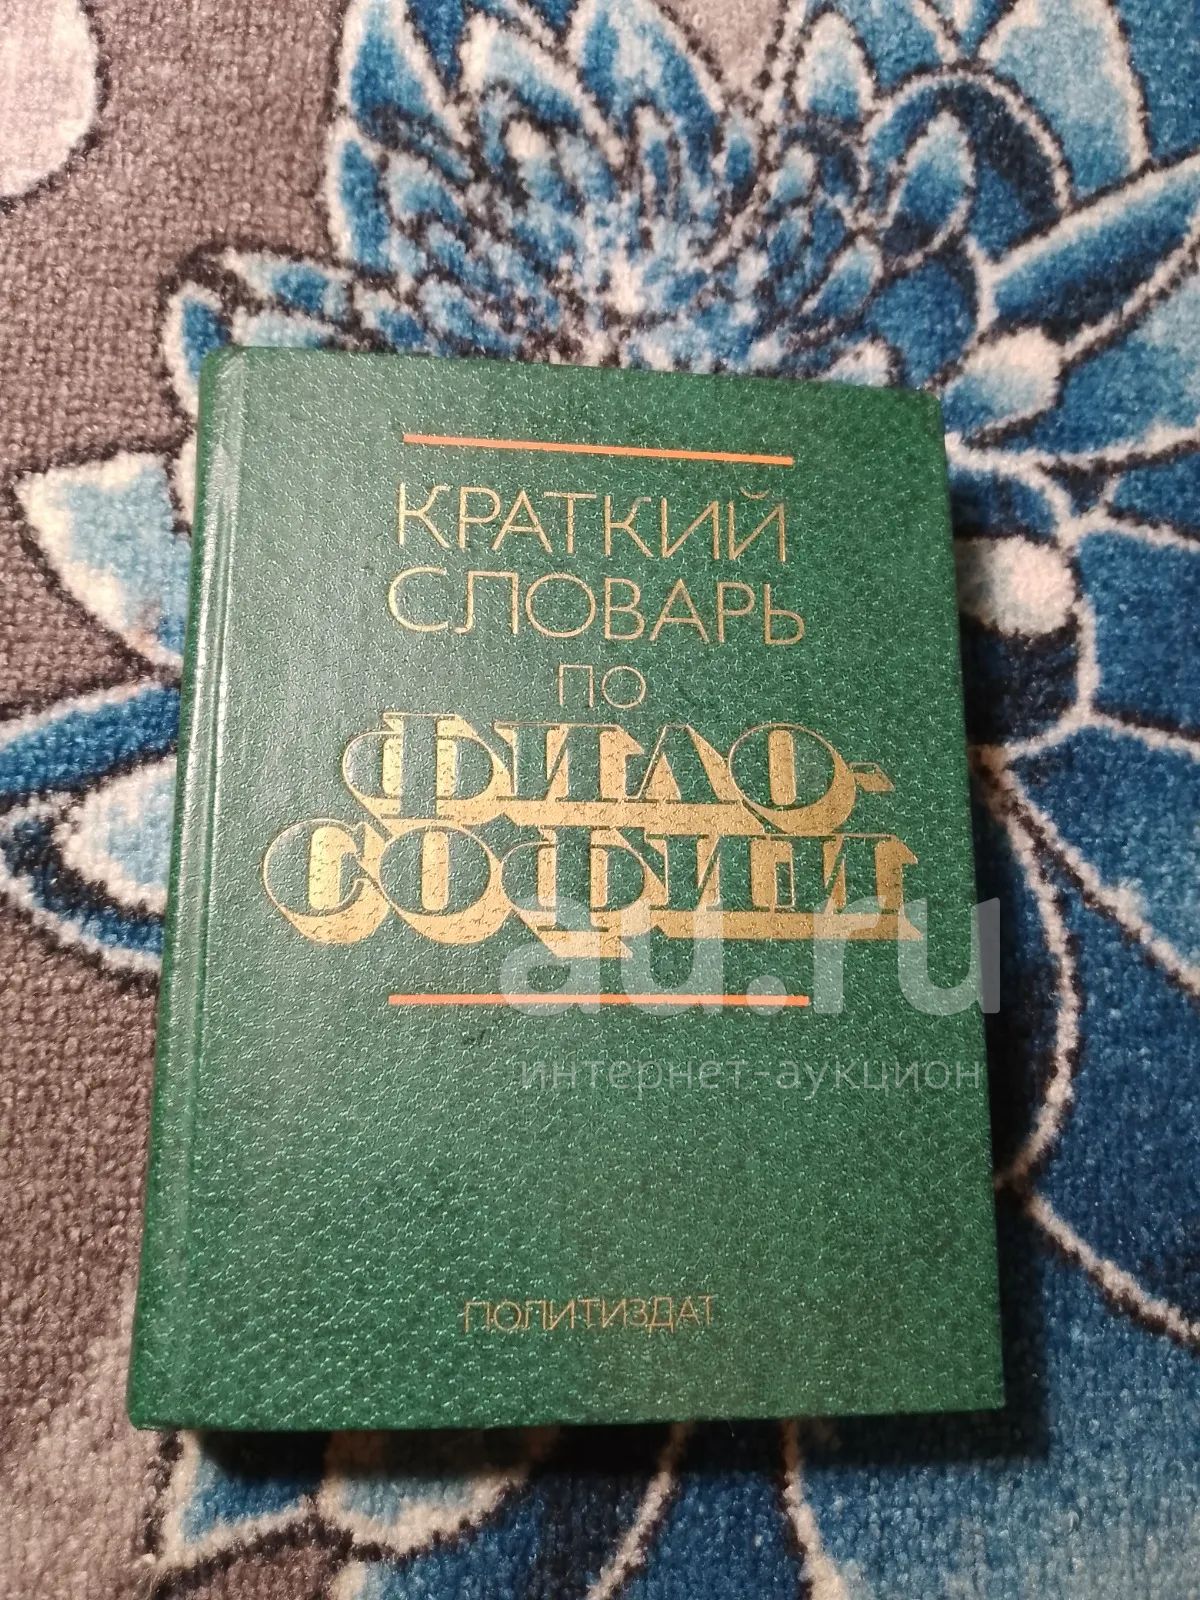 КРАТКИЙ
СЛОВАРЬ
ПО
ФИЛО-
СОФИИ
au.ru
интернет-аукцион
ПОЛИТИЗДАТ